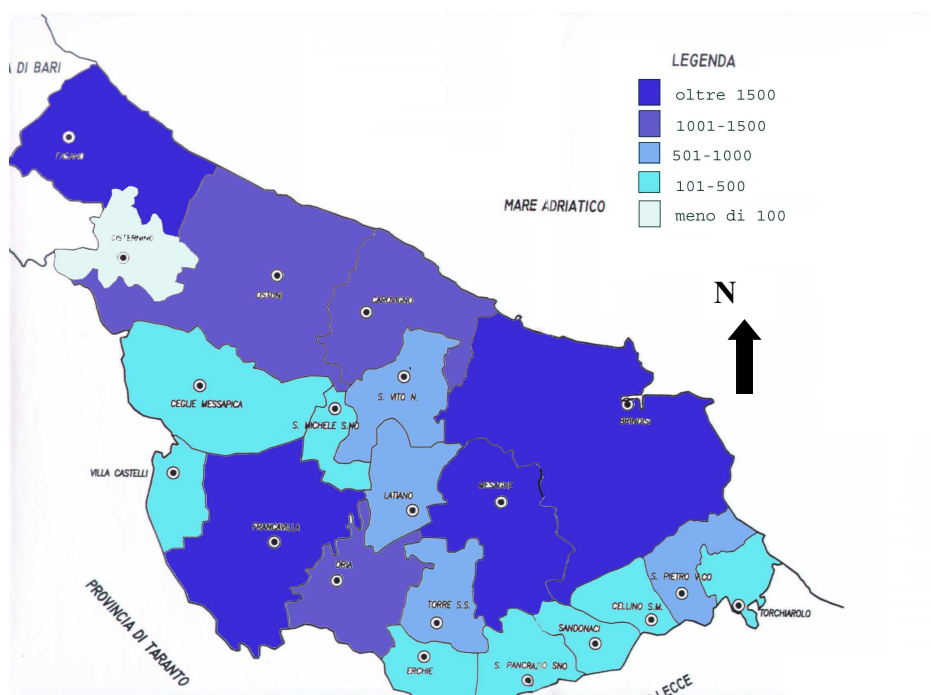 LEGENDA
oltre 1500
1001-1500
501-1000
101-500
meno di 100
A DI BARI
FASANO
MARE ADRIATICO
CISTERNINO
OSTUNI
CAROVIGNO
N
CEGLIE MESSAPICA
S. VITO N.
S. MICHELE S.NO
BRINDISI
VILLA CASTELLI
LATIANO
MESAGNE
FRANCAVILLA
ORIA
S. PIETRO V.CO
TORRE S.S.
CELLINO S.M.
TORCHIAROLO
SANDONACI
PROVINCIA DI TARANTO
ERCHIE
S. PANCRAZIO SNO
LECCE